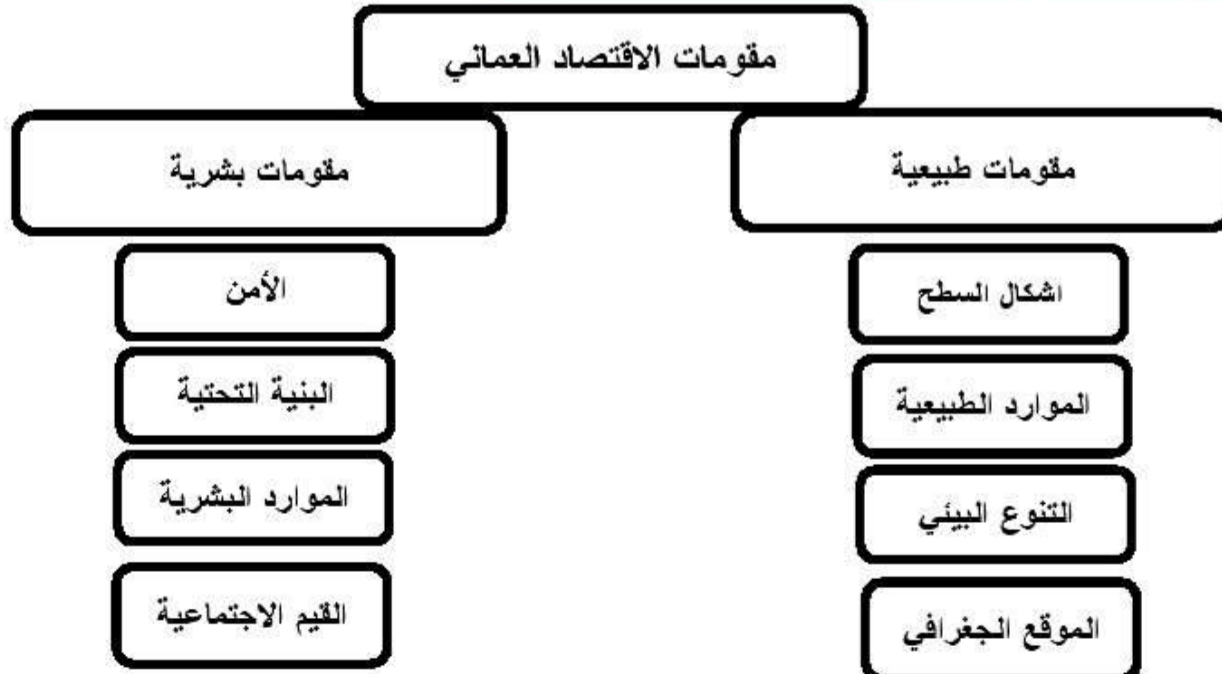 مقومات الاقتصاد العماني
مقومات طبيعية
اشكال السطح
الموارد الطبيعية
التنوع البيئي
الموقع الجغرافي
مقومات بشرية
الأمن
البنية التحتية
الموارد البشرية
القيم الاجتماعية